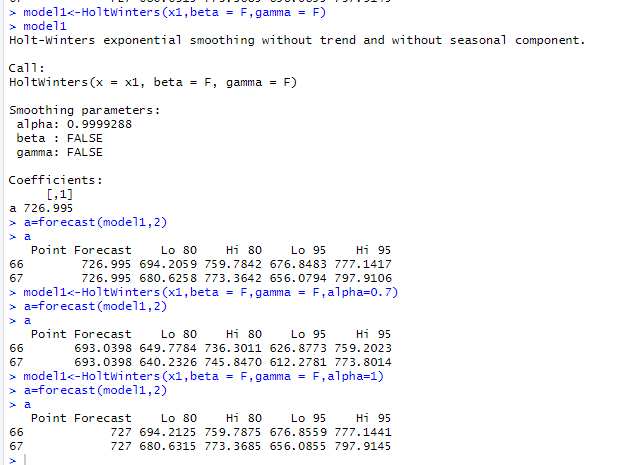 > model1<-HoltWinters(x1,beta = F,gamma = F)
> model1
Holt-Winters exponential smoothing without trend and without seasonal component.
Call:
HoltWinters(x = x1, beta = F, gamma = F)
Smoothing parameters:
 alpha: 0.9999288
 beta : FALSE
 gamma: FALSE
Coefficients:
     [,1]
a 726.995
> a=forecast(model1,2)
> a
   Point Forecast    Lo 80    Hi 80    Lo 95    Hi 95
66        726.995 694.2059 759.7842 676.8483 777.1417
67        726.995 680.6258 773.3642 656.0794 797.9106
> model1<-HoltWinters(x1,beta = F,gamma = F,alpha=0.7)
> a=forecast(model1,2)
> a
   Point Forecast    Lo 80    Hi 80    Lo 95    Hi 95
66       693.0398 649.7784 736.3011 626.8773 759.2023
67       693.0398 640.2326 745.8470 612.2781 773.8014
> model1<-HoltWinters(x1,beta = F,gamma = F,alpha=1)
> a=forecast(model1,2)
> a
   Point Forecast    Lo 80    Hi 80    Lo 95    Hi 95
66            727 694.2125 759.7875 676.8559 777.1441
67            727 680.6315 773.3685 656.0855 797.9145
>